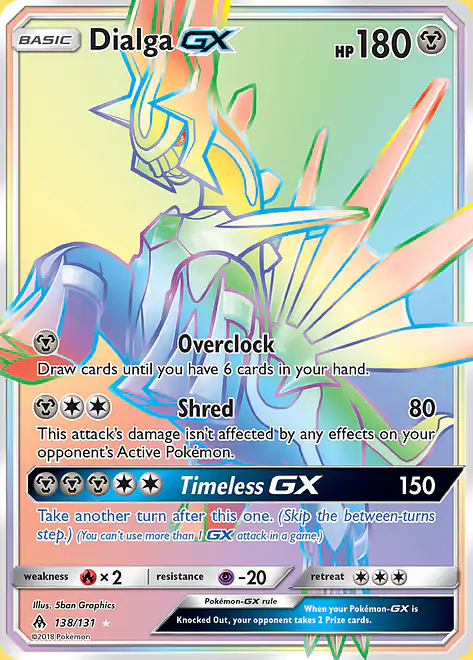 BASIC Dialga GX HP 180
Overclock
Draw cards until you have 6 cards in your hand.
Shred 80
This attack's damage isn't affected by any effects on your
opponent's Active Pokémon.
Timeless GX 150
Take another turn after this one. (Skip the between-turns
step.) (You can't use more than 1 GX attack in a game.)
weakness × 2 resistance -20 retreat
Illus. 5ban Graphics
138/131
©2018 Pokémon
Pokémon-GX rule
When your Pokémon-GX is
Knocked Out, your opponent takes 2 Prize cards.